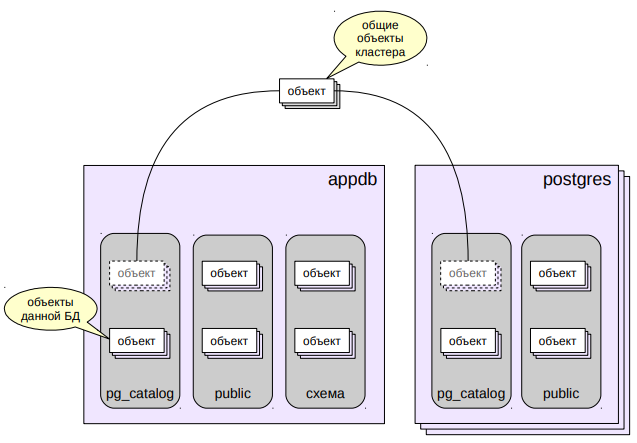 общие
объекты
кластера
объект
appdb
postgres
объект
объект
объект
объект
объект
объекты
данной БД
объект
объект
объект
объект
объект
pg_catalog
public
схема
pg_catalog
public